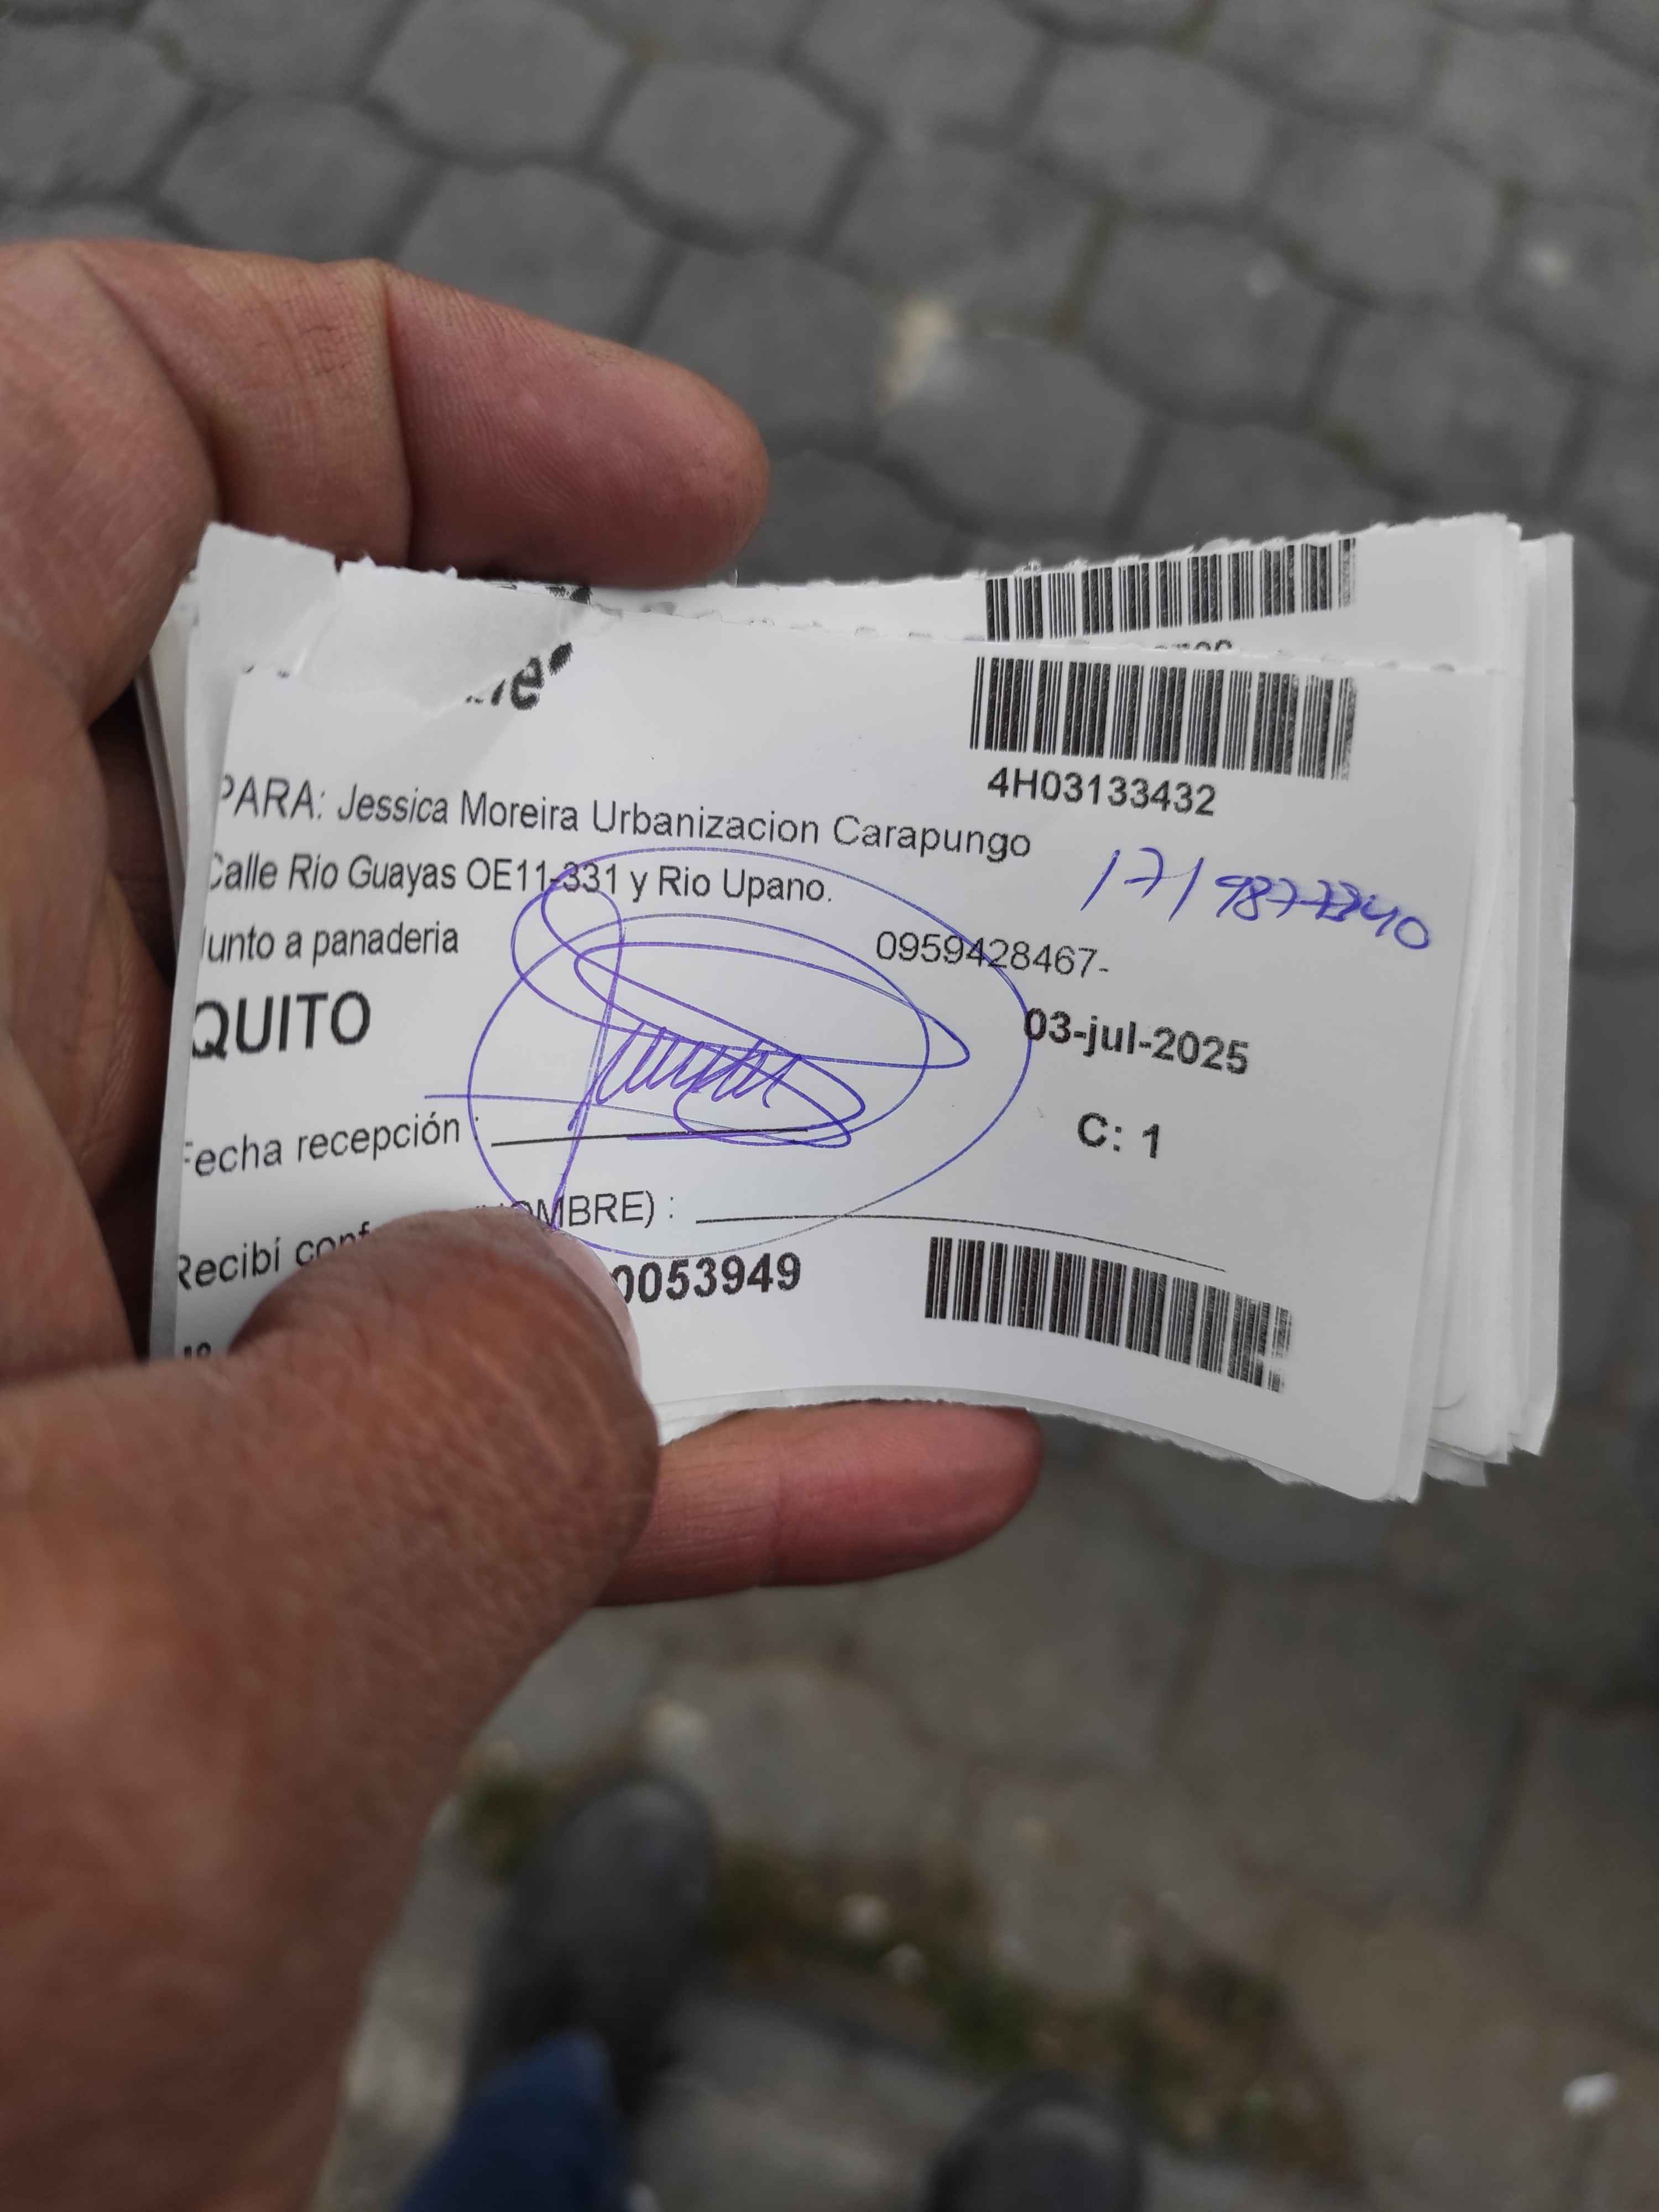 4H03133432
PARA: Jessica Moreira Urbanizacion Carapungo
Calle Rio Guayas OE11-331 y Rio Upano.
Junto a panaderia
0959428467-
QUITO
03-jul-2025
C: 1
Fecha recepción :
Recibí (NOMBRE) :
0053949